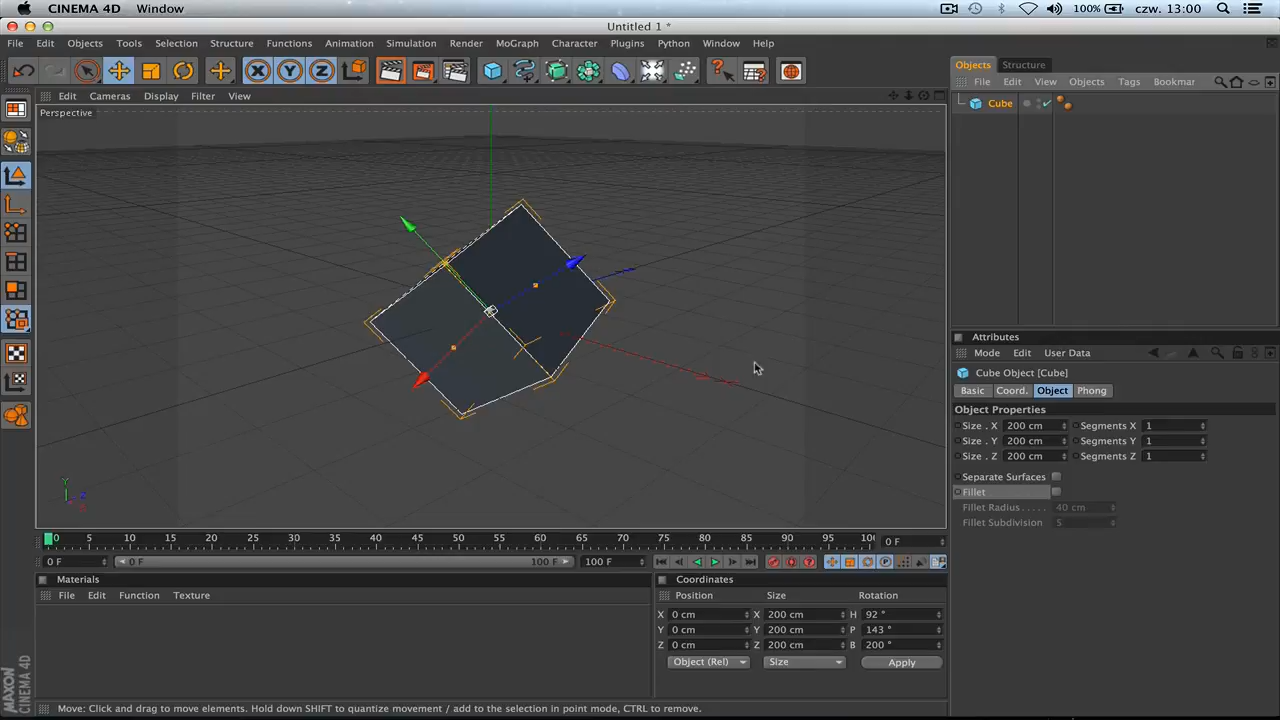 CINEMA 4D Window 100% czw. 13:00
Untitled 1 *
File Edit Objects Tools Selection Structure Functions Animation Simulation Render MoGraph Character Plugins Python Window Help
X Y Z
Objects Structure
File Edit View Objects Tags Bookmar
Edit Cameras Display Filter View
Cube
Perspective
Attributes
Mode Edit User Data
Cube Object [Cube]
Basic Coord. Object Phong
Object Properties
Size . X 200 cm Segments X 1
Size . Y 200 cm Segments Y 1
Size . Z 200 cm Segments Z 1
Separate Surfaces
Fillet
Fillet Radius . . . . . 40 cm
Fillet Subdivision 5
Y Z X
0 5 10 15 20 25 30 35 40 45 50 55 60 65 70 75 80 85 90 95 10(
0 F
0 F 0 F 100 F 100 F
Materials
File Edit Function Texture
Coordinates
Position Size Rotation
X 0 cm X 200 cm H 92 °
Y 0 cm Y 200 cm P 143 °
Z 0 cm Z 200 cm B 200 °
Object (Rel) Size Apply
MAXON
CINEMA 4D
Move: Click and drag to move elements. Hold down SHIFT to quantize movement / add to the selection in point mode, CTRL to remove.